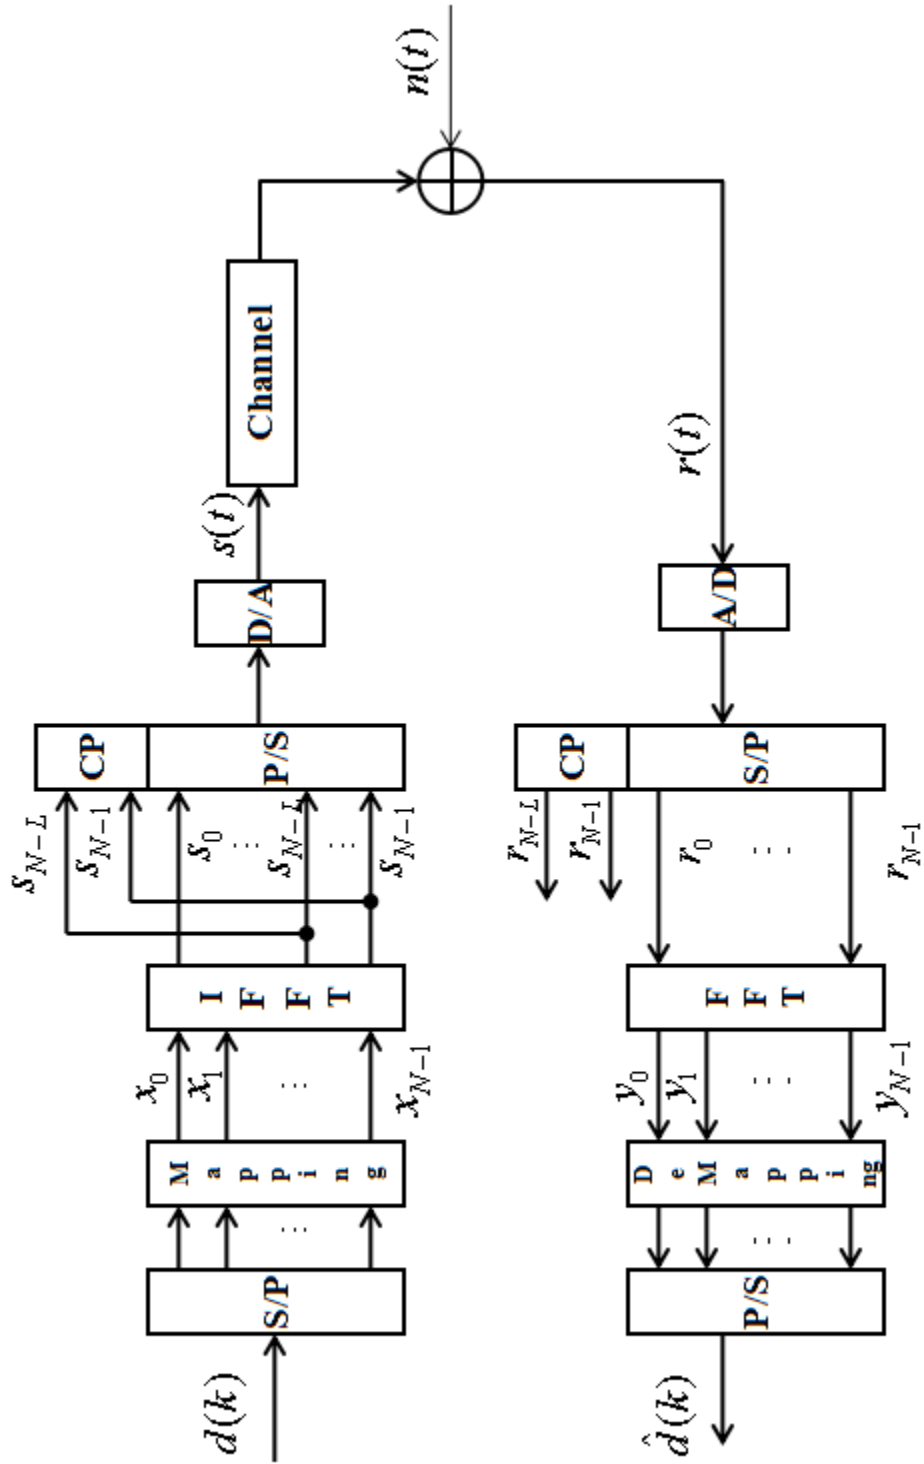 d(k)
S/P
Mapping
x_0
x_1
⋮
x_{N-1}
IFFT
s_{N-L}
s_{N-1}
s_0
⋮
s_{N-L}
⋮
s_{N-1}
CP
P/S
D/A
s(t)
Channel
n(t)
r(t)
A/D
CP
S/P
r_{N-L}
r_{N-1}
r_0
⋮
r_{N-1}
FFT
y_0
y_1
⋮
y_{N-1}
DeMapping
P/S
d̂(k)